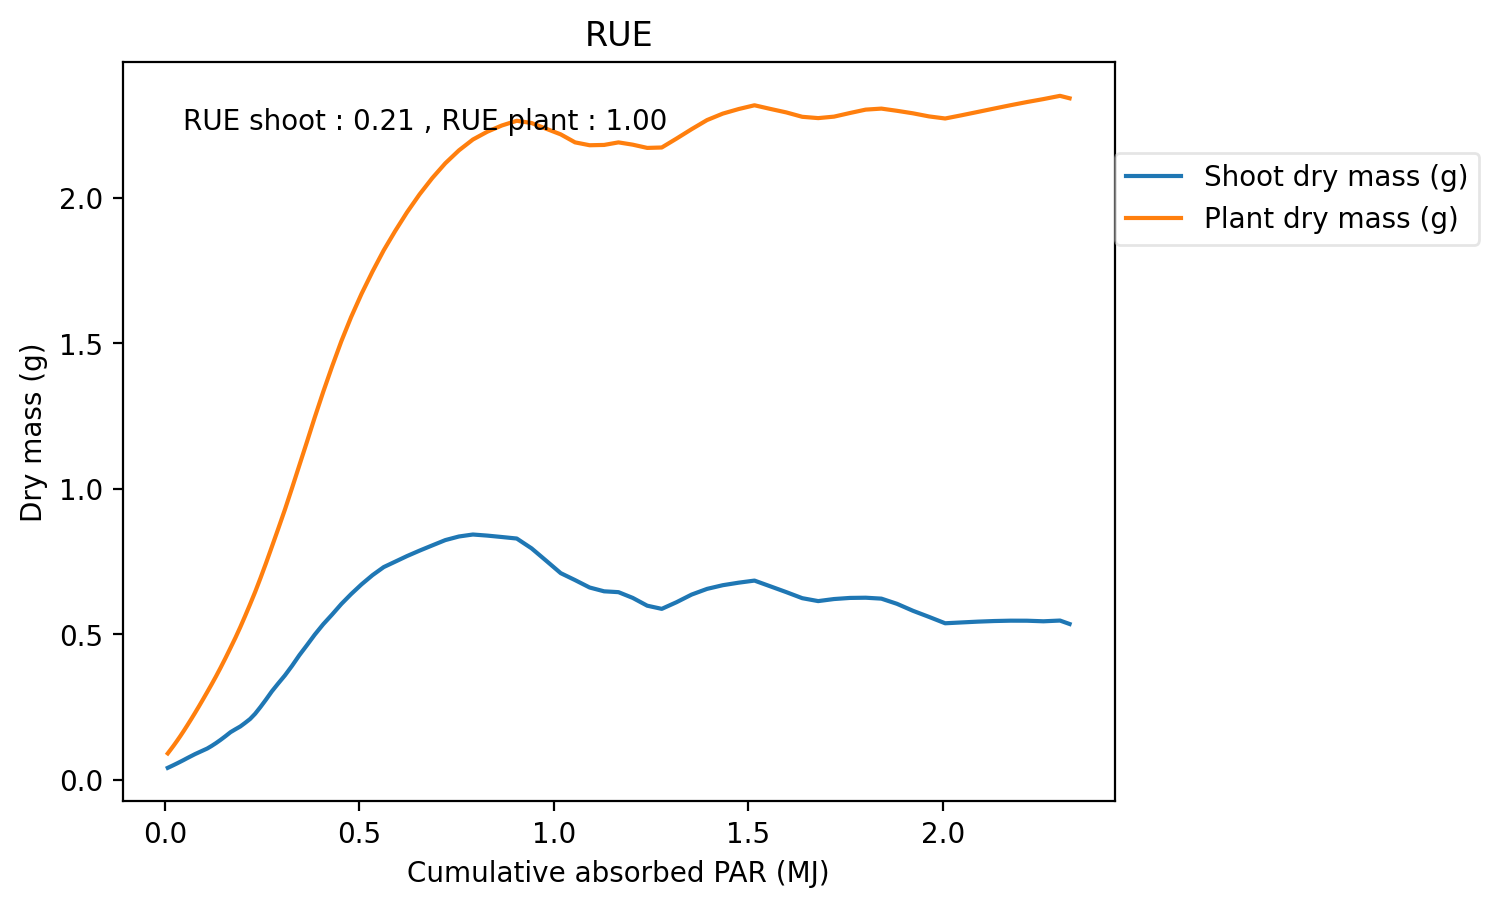 RUE
RUE shoot : 0.21 , RUE plant : 1.00
Shoot dry mass (g)
Plant dry mass (g)
Dry mass (g)
2.0
1.5
1.0
0.5
0.0
0.0 0.5 1.0 1.5 2.0
Cumulative absorbed PAR (MJ)